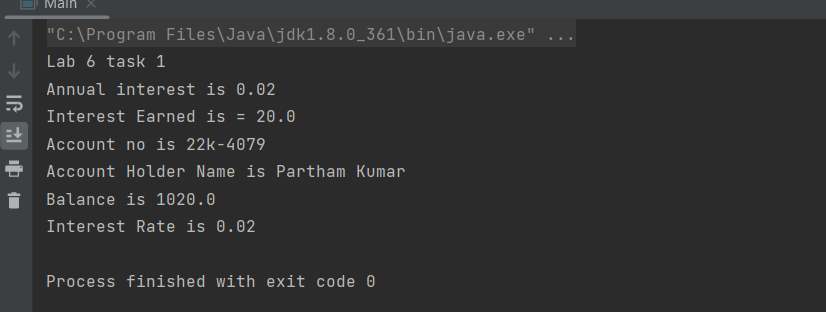 Main
"C:\Program Files\Java\jdk1.8.0_361\bin\java.exe" ...
Lab 6 task 1
Annual interest is 0.02
Interest Earned is = 20.0
Account no is 22k-4079
Account Holder Name is Partham Kumar
Balance is 1020.0
Interest Rate is 0.02
Process finished with exit code 0